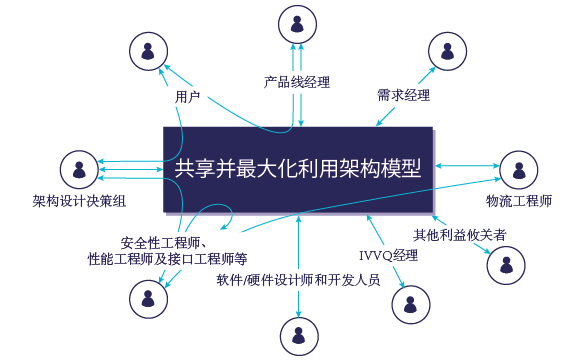 产品线经理
用户
需求经理
共享并最大化利用架构模型
架构设计决策组
物流工程师
安全性工程师、
性能工程师及接口工程师等
其他利益攸关者
IVVQ经理
软件/硬件设计师和开发人员